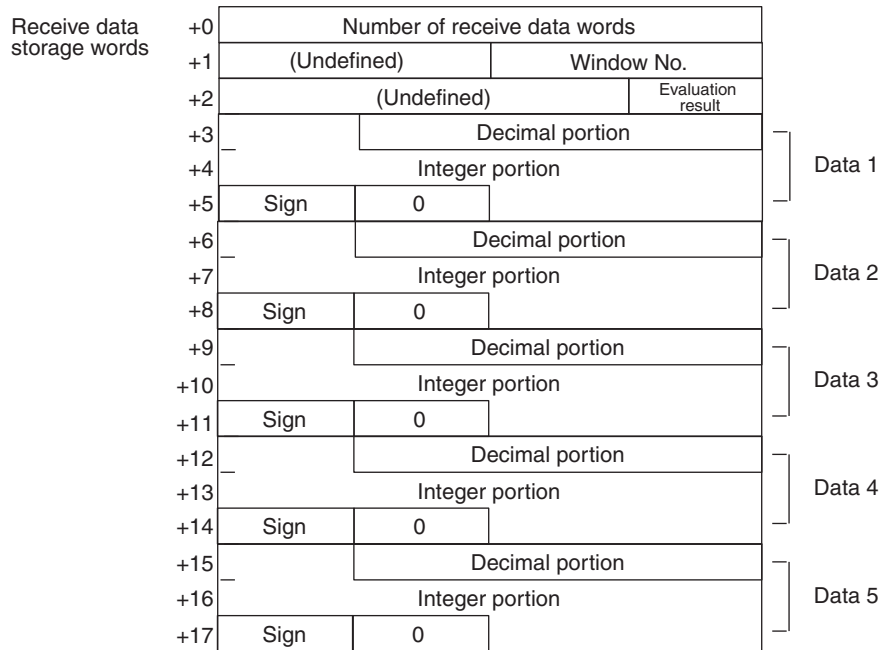 Receive data
storage words
+0 Number of receive data words
+1 (Undefined) Window No.
+2 (Undefined) Evaluation
result
+3 Decimal portion
+4 Integer portion Data 1
+5 Sign 0
+6 Decimal portion
+7 Integer portion Data 2
+8 Sign 0
+9 Decimal portion
+10 Integer portion Data 3
+11 Sign 0
+12 Decimal portion
+13 Integer portion Data 4
+14 Sign 0
+15 Decimal portion
+16 Integer portion Data 5
+17 Sign 0